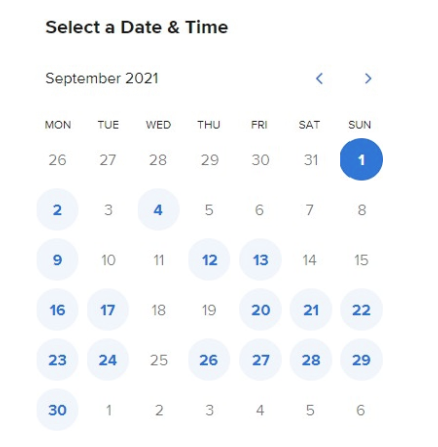 Select a Date & Time
September 2021
MON TUE WED THU FRI SAT SUN
26 27 28 29 30 31 1
2 3 4 5 6 7 8
9 10 11 12 13 14 15
16 17 18 19 20 21 22
23 24 25 26 27 28 29
30 1 2 3 4 5 6